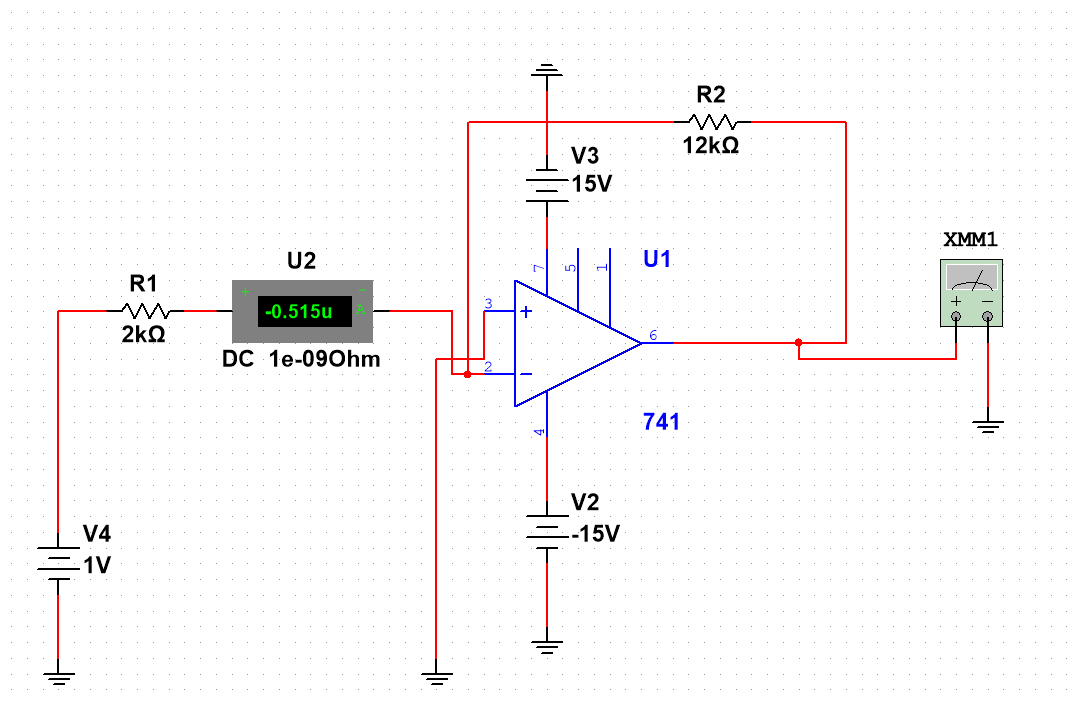 R2
12kΩ
V3
15V
XMM1
U1
7
5
1
U2
R1
+
−
-0.515u
A
3
+
+ −
2kΩ
6
DC 1e-09Ohm
2
−
741
4
V2
-15V
V4
1V